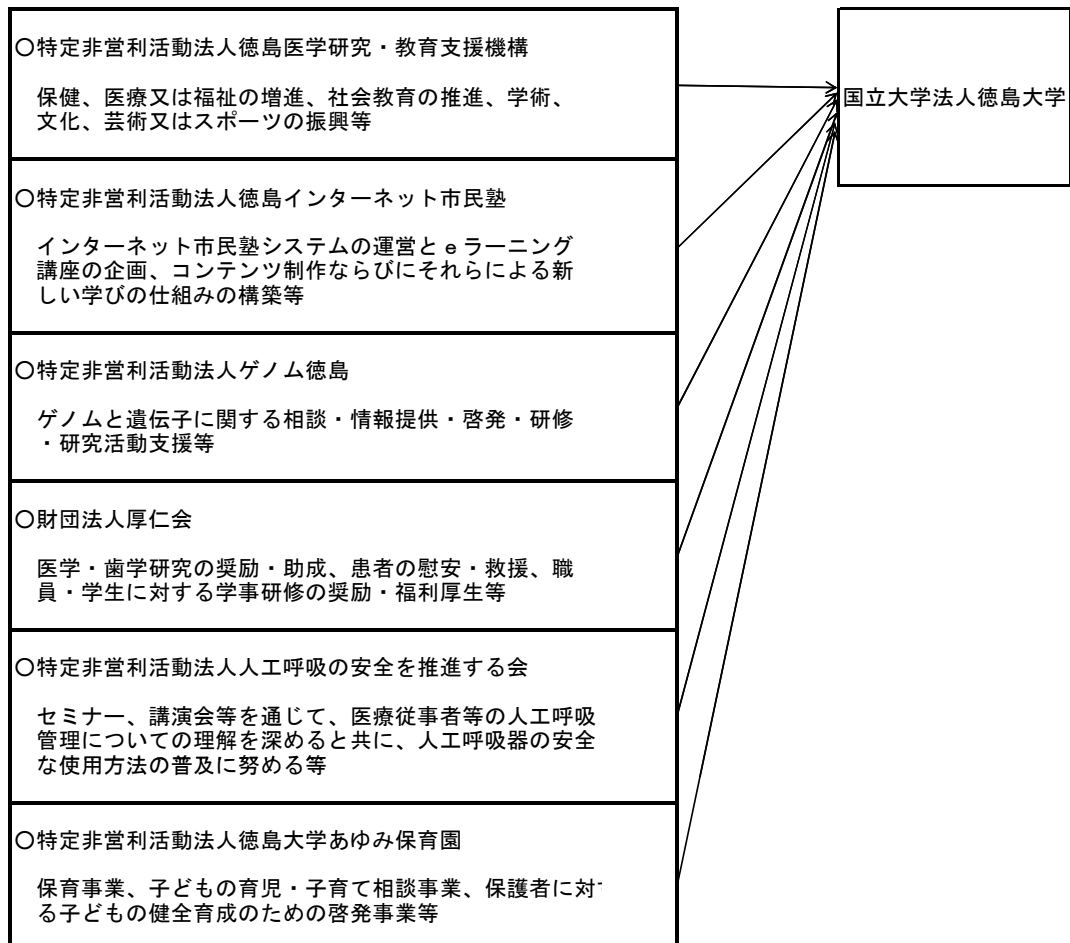 〇特定非営利活動法人徳島医学研究・教育支援機構
保健、医療又は福祉の増進、社会教育の推進、学術、
文化、芸術又はスポーツの振興等
国立大学法人徳島大学
〇特定非営利活動法人徳島インターネット市民塾
インターネット市民塾システムの運営とｅラーニング
講座の企画、コンテンツ制作ならびにそれらによる新
しい学びの仕組みの構築等
〇特定非営利活動法人ゲノム徳島
ゲノムと遺伝子に関する相談・情報提供・啓発・研修
・研究活動支援等
〇財団法人厚仁会
医学・歯学研究の奨励・助成、患者の慰安・救援、職
員・学生に対する学事研修の奨励・福利厚生等
〇特定非営利活動法人人工呼吸の安全を推進する会
セミナー、講演会等を通じて、医療従事者等の人工呼吸
管理についての理解を深めると共に、人工呼吸器の安全
な使用方法の普及に努める等
〇特定非営利活動法人徳島大学あゆみ保育園
保育事業、子どもの育児・子育て相談事業、保護者に対
る子どもの健全育成のための啓発事業等